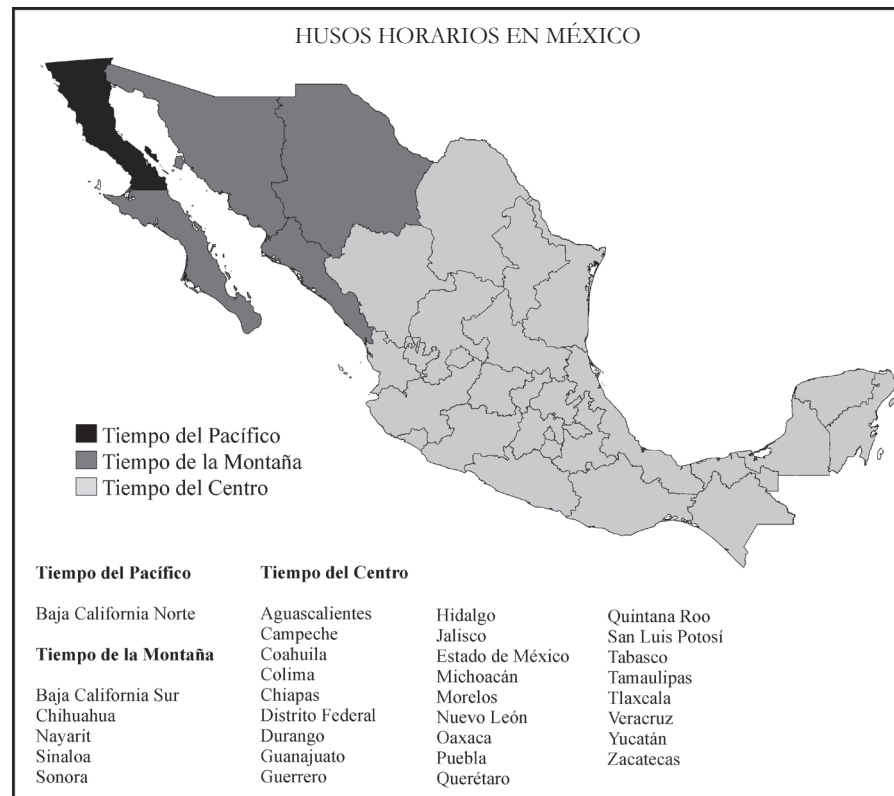 HUSOS HORARIOS EN MÉXICO
Tiempo del Pacífico
Tiempo de la Montaña
Tiempo del Centro
Tiempo del Pacífico
Baja California Norte
Tiempo de la Montaña
Baja California Sur
Chihuahua
Nayarit
Sinaloa
Sonora
Tiempo del Centro
Aguascalientes
Campeche
Coahuila
Colima
Chiapas
Distrito Federal
Durango
Guanajuato
Guerrero
Hidalgo
Jalisco
Estado de México
Michoacán
Morelos
Nuevo León
Oaxaca
Puebla
Querétaro
Quintana Roo
San Luis Potosí
Tabasco
Tamaulipas
Tlaxcala
Veracruz
Yucatán
Zacatecas